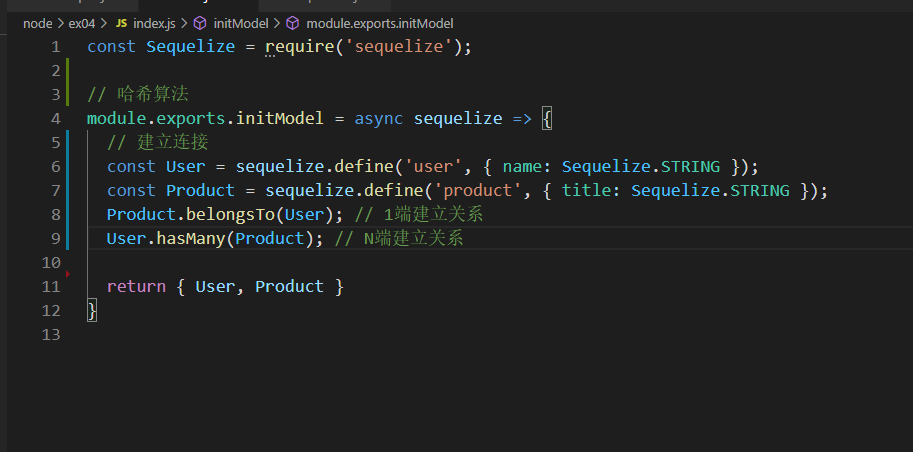 node > ex04 > JS index.js > initModel > module.exports.initModel
1 const Sequelize = require('sequelize');
2
3 // 哈希算法
4 module.exports.initModel = async sequelize => {
5 // 建立连接
6 const User = sequelize.define('user', { name: Sequelize.STRING });
7 const Product = sequelize.define('product', { title: Sequelize.STRING });
8 Product.belongsTo(User); // 1端建立关系
9 User.hasMany(Product); // N端建立关系
10
11 return { User, Product }
12 }
13